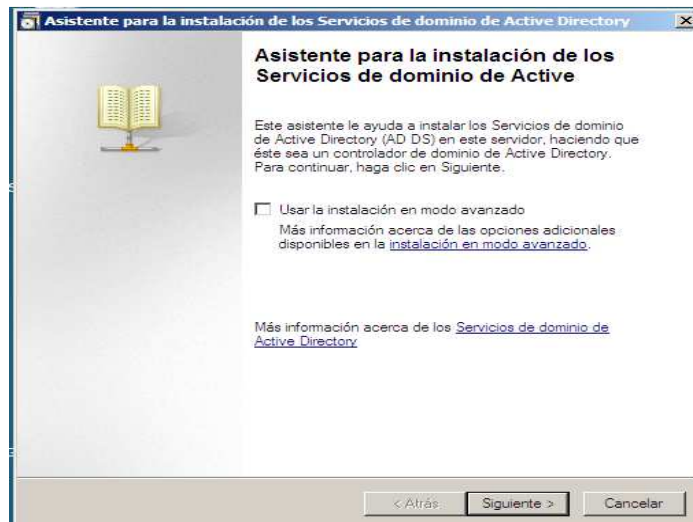 Asistente para la instalación de los Servicios de dominio de Active Directory
Asistente para la instalación de los
Servicios de dominio de Active
Este asistente le ayuda a instalar los Servicios de dominio
de Active Directory (AD DS) en este servidor, haciendo que
éste sea un controlador de dominio de Active Directory.
Para continuar, haga clic en Siguiente.
Usar la instalación en modo avanzado
Más información acerca de las opciones adicionales
disponibles en la instalación en modo avanzado.
Más información acerca de los Servicios de dominio de
Active Directory
< Atrás Siguiente > Cancelar